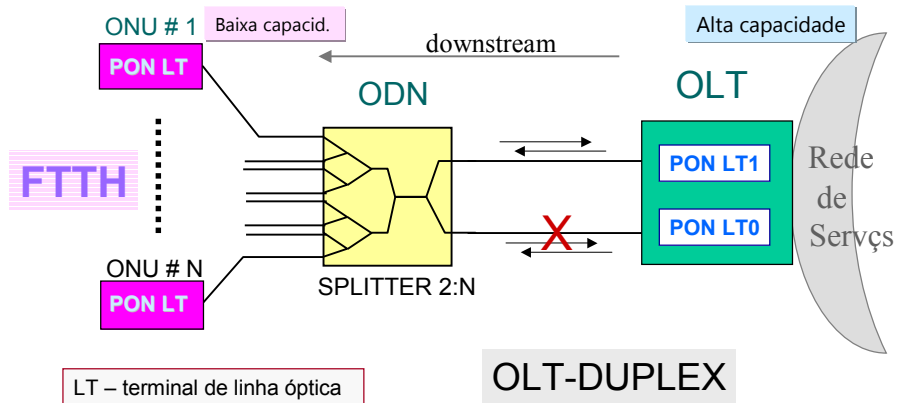 ONU # 1
Baixa capacid.
PON LT
downstream
Alta capacidade
ODN
OLT
FTTH
PON LT1
PON LT0
X
Rede
de
Servçs
ONU # N
PON LT
SPLITTER 2:N
LT – terminal de linha óptica
OLT-DUPLEX